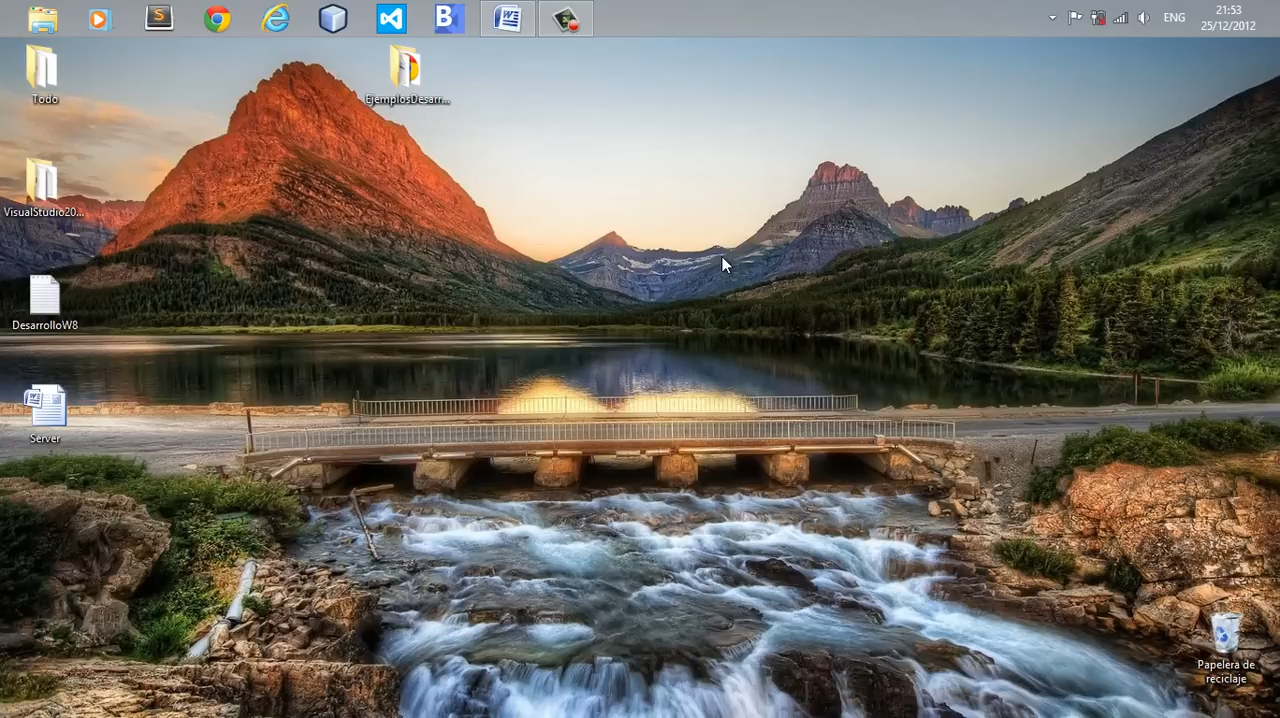 ENG
21:53
25/12/2012
Todo
EjemplosDesarr...
VisualStudio20...
DesarrolloW8
Server
Papelera de
reciclaje